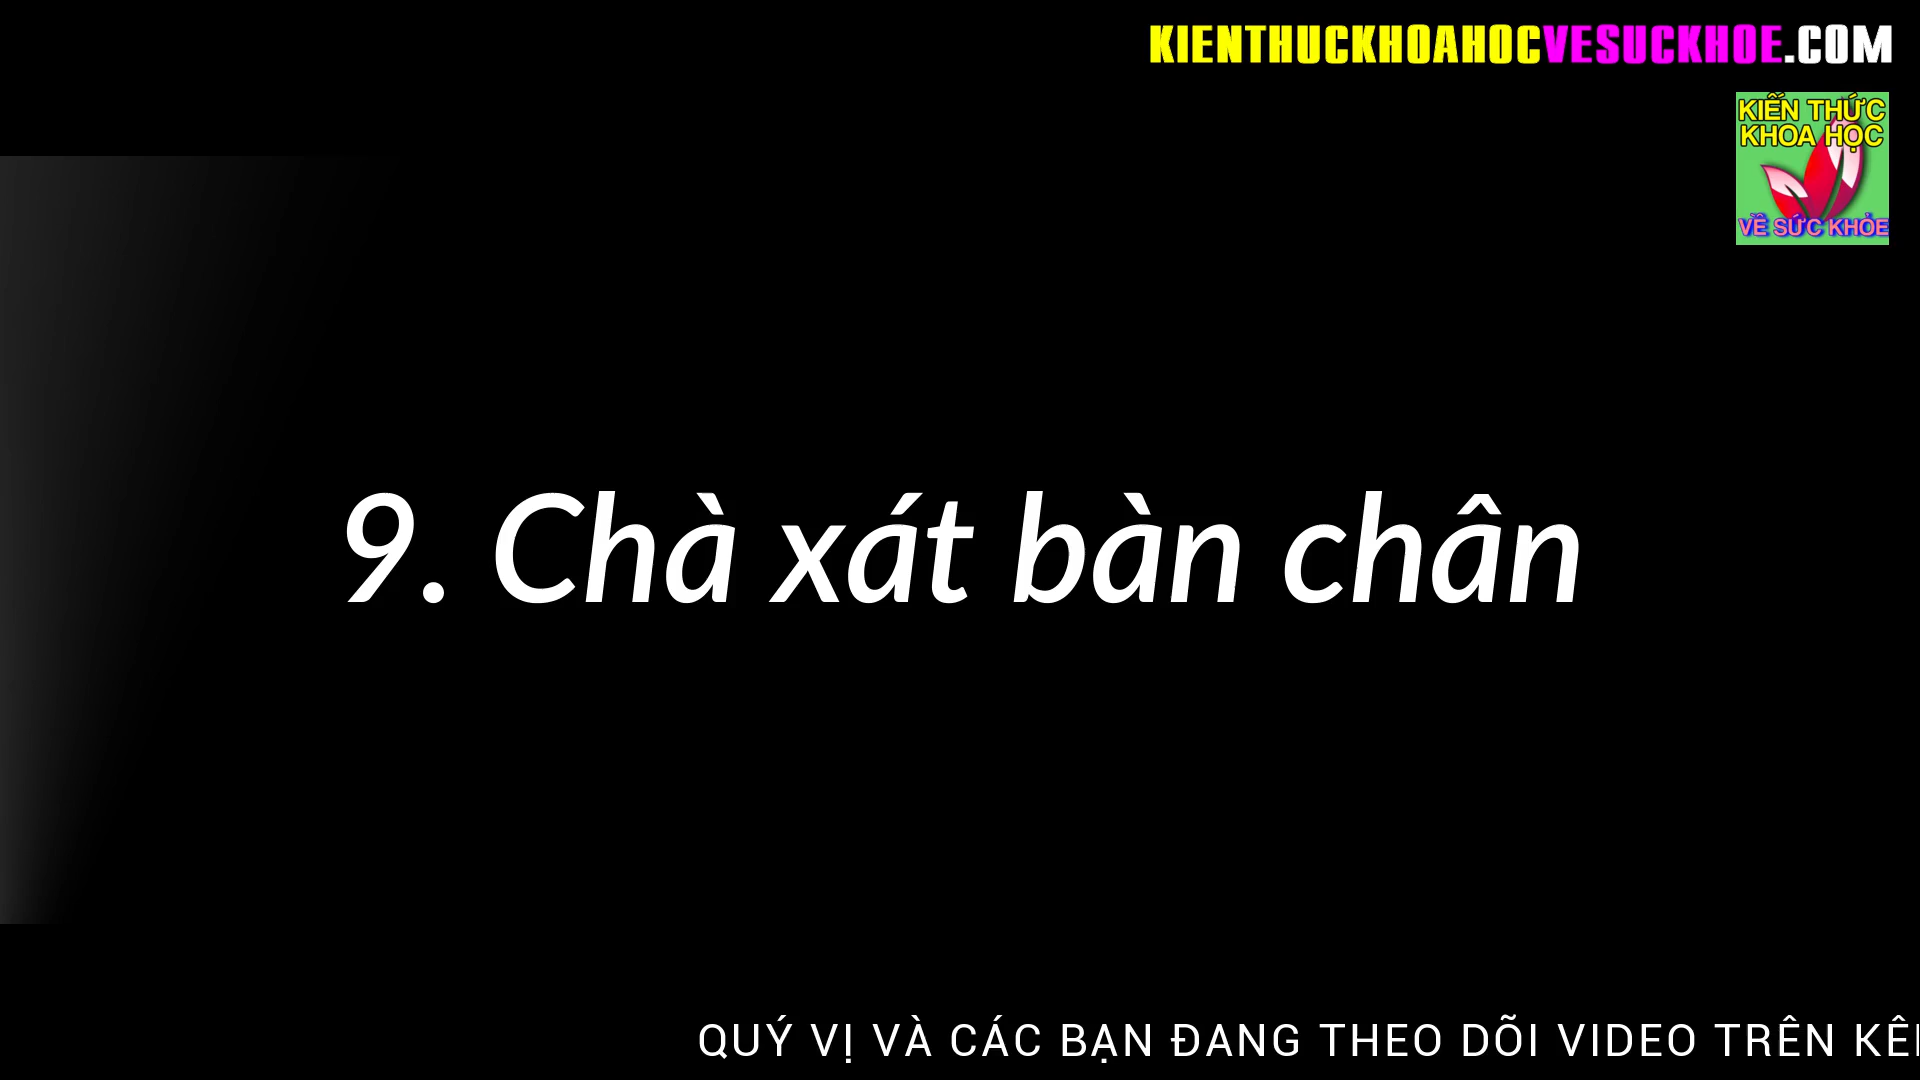 KIENTHUCKHOAHOCVESUCKHOE.COM
KIẾN THỨC
KHOA HỌC
VỀ SỨC KHỎE
9. Chà xát bàn chân
QUÝ VỊ VÀ CÁC BẠN ĐANG THEO DÕI VIDEO TRÊN